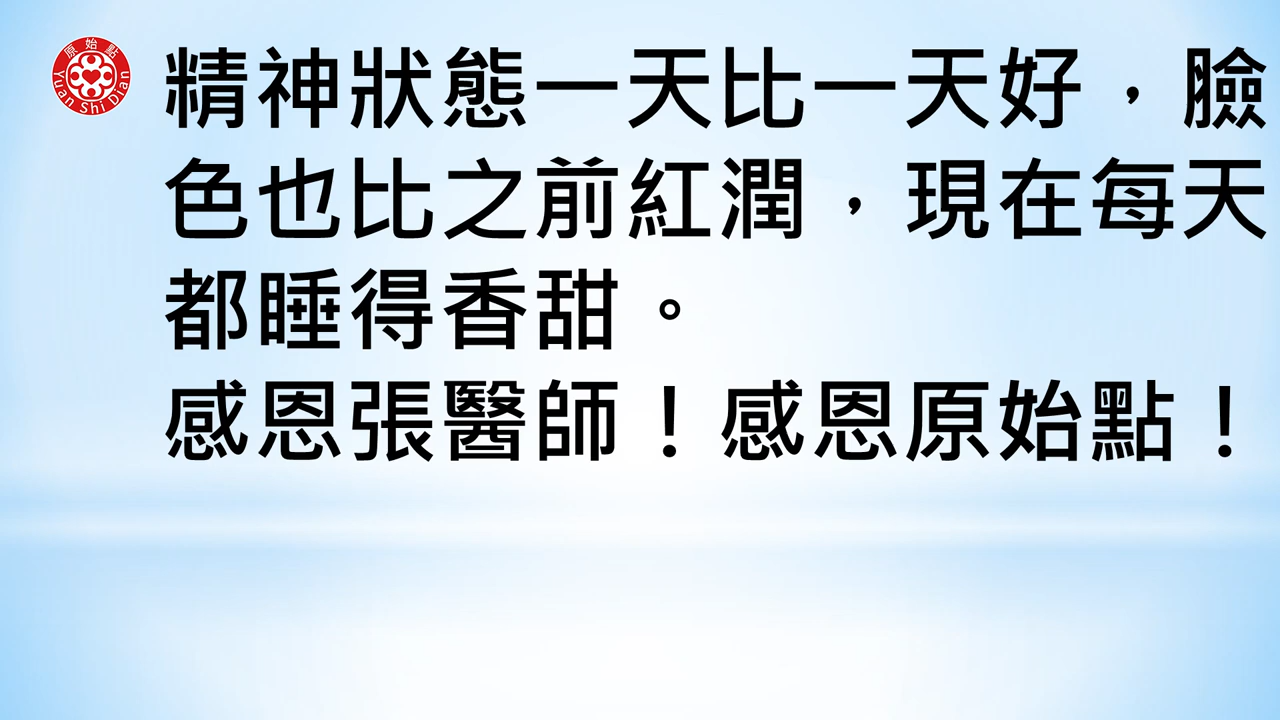 原始點
Yuan Shi Dian
精神狀態一天比一天好，臉
色也比之前紅潤，現在每天
都睡得香甜。
感恩張醫師！感恩原始點！